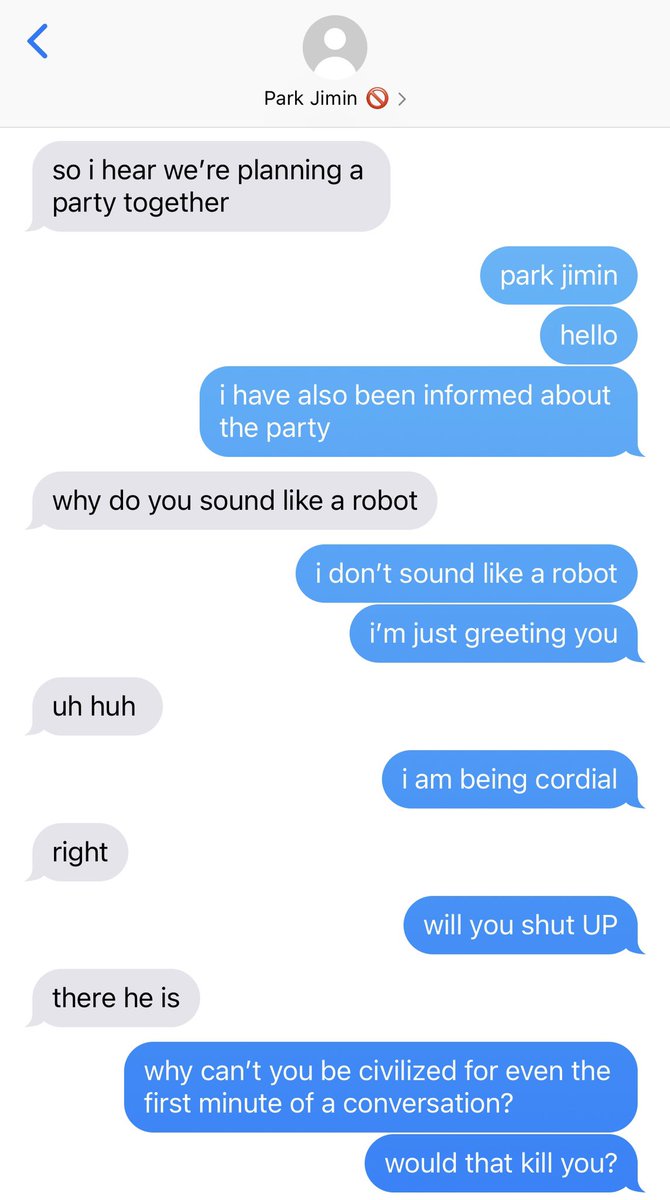 Park Jimin 🚫
so i hear we’re planning a
party together
park jimin
hello
i have also been informed about
the party
why do you sound like a robot
i don’t sound like a robot
i’m just greeting you
uh huh
i am being cordial
right
will you shut UP
there he is
why can’t you be civilized for even the
first minute of a conversation?
would that kill you?